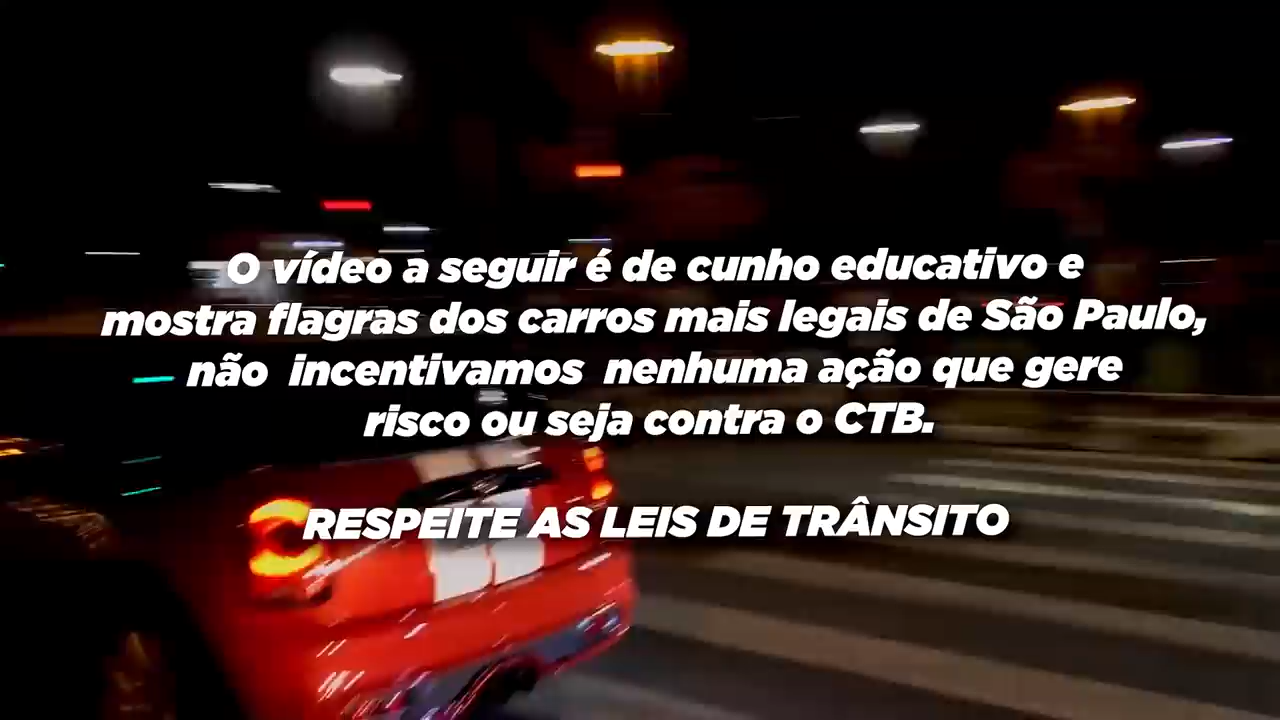 O vídeo a seguir é de cunho educativo e
mostra flagras dos carros mais legais de São Paulo,
não incentivamos nenhuma ação que gere
risco ou seja contra o CTB.
RESPEITE AS LEIS DE TRÂNSITO